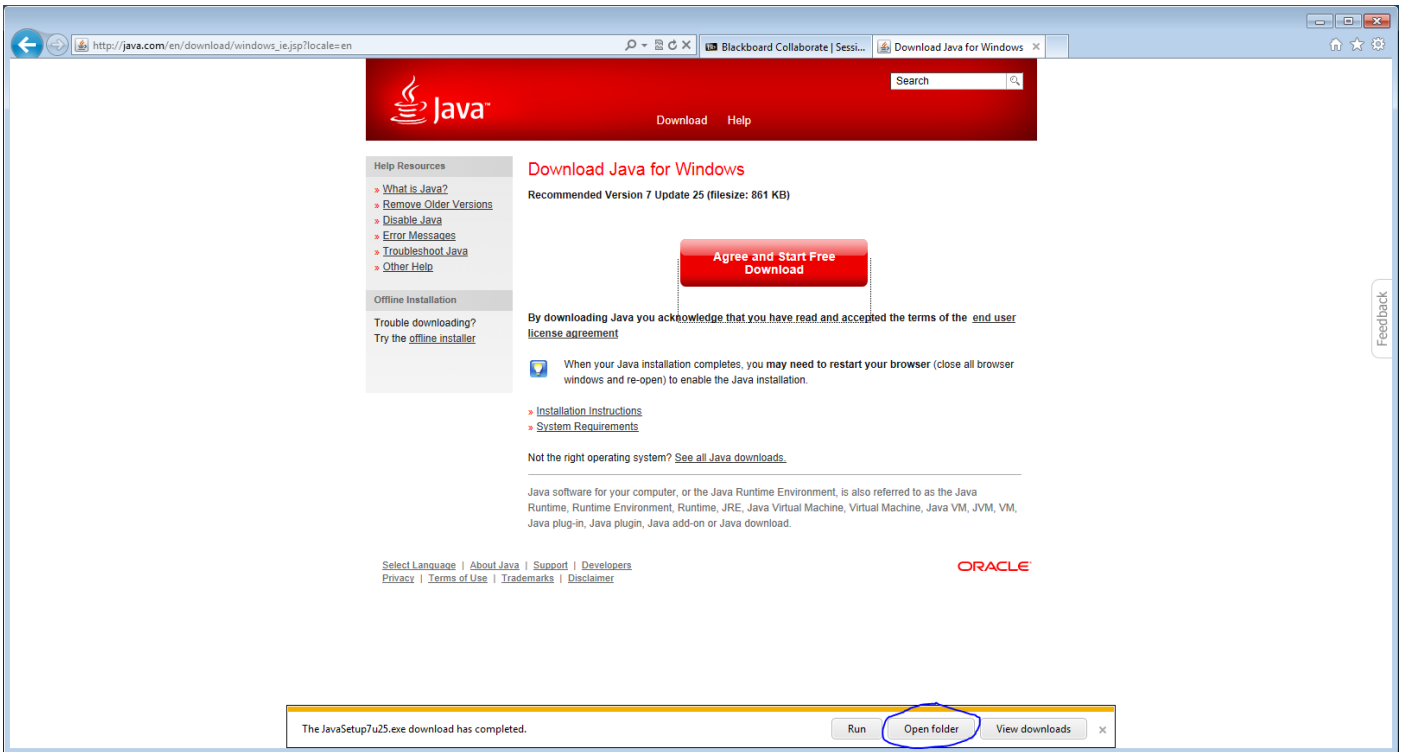 http://java.com/en/download/windows_ie.jsp?locale=en
Blackboard Collaborate | Sessi...
Download Java for Windows
Java™
Search
Download Help
Help Resources
» What is Java?
» Remove Older Versions
» Disable Java
» Error Messages
» Troubleshoot Java
» Other Help
Offline Installation
Trouble downloading?
Try the offline installer
Download Java for Windows
Recommended Version 7 Update 25 (filesize: 861 KB)
Agree and Start Free
Download
By downloading Java you acknowledge that you have read and accepted the terms of the end user
license agreement
When your Java installation completes, you may need to restart your browser (close all browser
windows and re-open) to enable the Java installation.
» Installation Instructions
» System Requirements
Not the right operating system? See all Java downloads.
Java software for your computer, or the Java Runtime Environment, is also referred to as the Java
Runtime, Runtime Environment, Runtime, JRE, Java Virtual Machine, Virtual Machine, Java VM, JVM, VM,
Java plug-in, Java plugin, Java add-on or Java download.
Select Language | About Java | Support | Developers
Privacy | Terms of Use | Trademarks | Disclaimer
ORACLE
Feedback
The JavaSetup7u25.exe download has completed.
Run
Open folder
View downloads